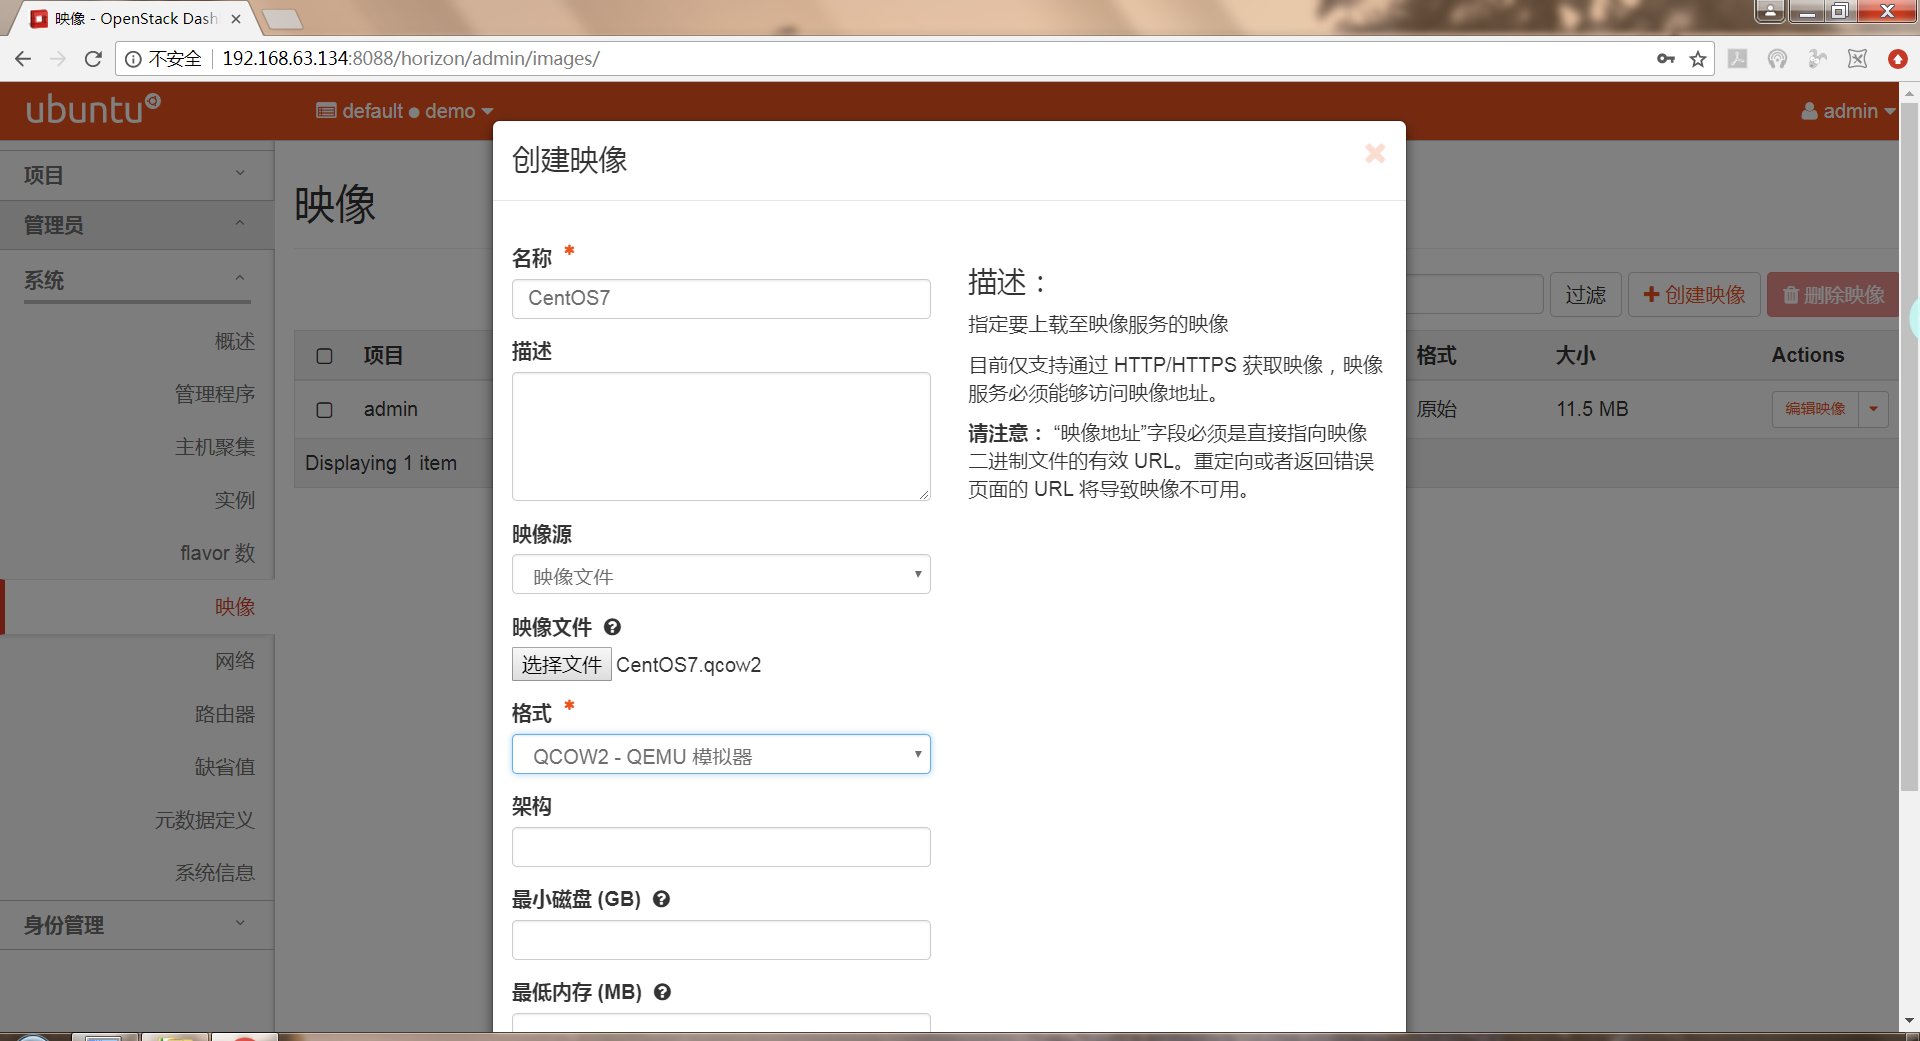 映像 - OpenStack Dash
不安全
192.168.63.134:8088/horizon/admin/images/
ubuntu
default ● demo
admin
项目
管理员
系统
概述
管理程序
主机聚集
实例
flavor 数
映像
网络
路由器
缺省值
元数据定义
系统信息
身份管理
映像
过滤
创建映像
删除映像
项目
格式
大小
Actions
admin
原始
11.5 MB
编辑映像
Displaying 1 item
创建映像
名称 *
CentOS7
描述
映像源
映像文件
映像文件
选择文件 CentOS7.qcow2
格式 *
QCOW2 - QEMU 模拟器
架构
最小磁盘 (GB)
最低内存 (MB)
描述：
指定要上载至映像服务的映像
目前仅支持通过 HTTP/HTTPS 获取映像，映像
服务必须能够访问映像地址。
请注意： “映像地址”字段必须是直接指向映像
二进制文件的有效 URL。重定向或者返回错误
页面的 URL 将导致映像不可用。